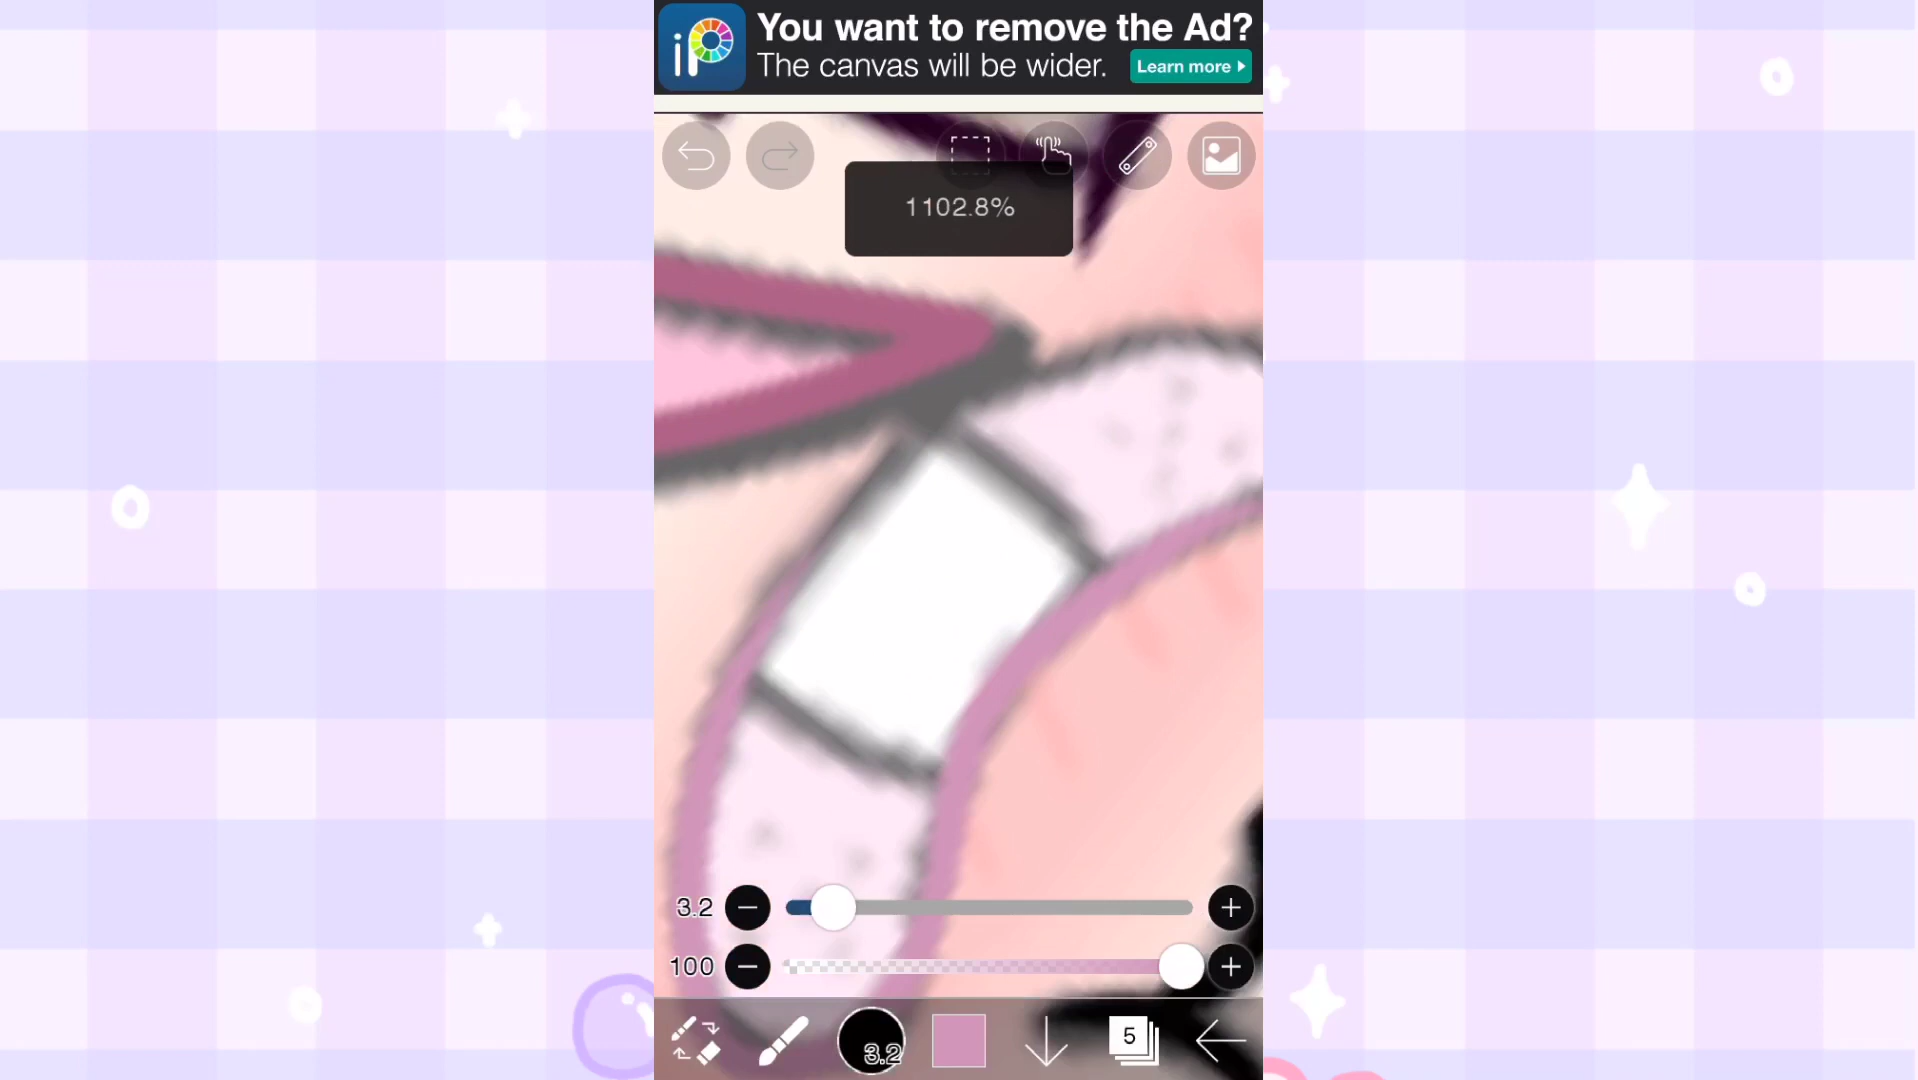 iP
You want to remove the Ad?
The canvas will be wider.
Learn more
1102.8%
3.2
100
3.2
5